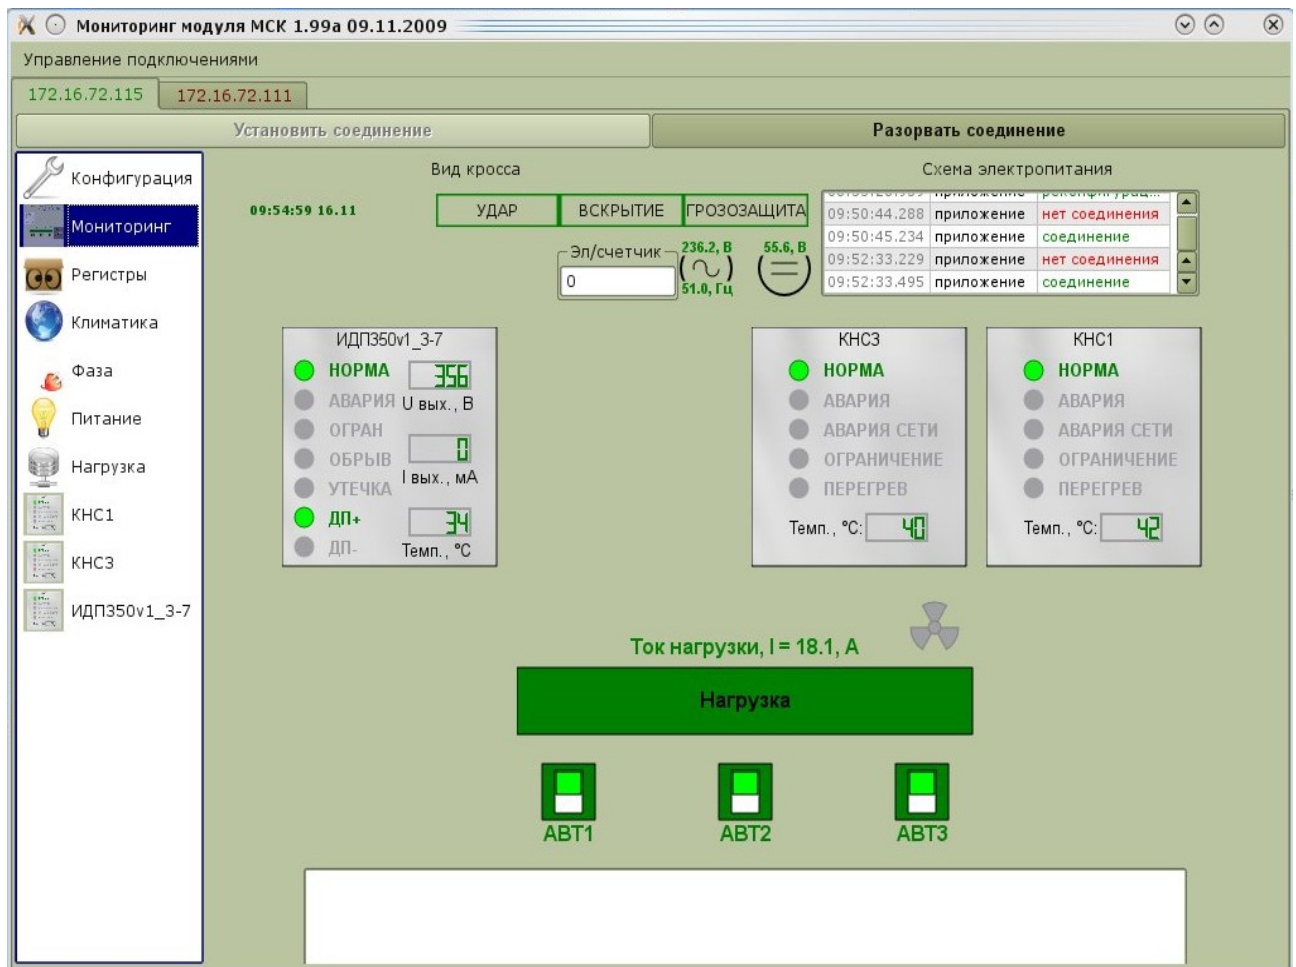 Мониторинг модуля МСК 1.99a 09.11.2009
Управление подключениями
172.16.72.115 172.16.72.111
Установить соединение Разорвать соединение
Конфигурация
Мониторинг
Регистры
Климатика
Фаза
Питание
Нагрузка
КНС1
КНС3
ИДП350v1_3-7
Вид кросса Схема электропитания
09:54:59 16.11
УДАР ВСКРЫТИЕ ГРОЗОЗАЩИТА
приложение
09:50:44.288 приложение нет соединения
09:50:45.234 приложение соединение
09:52:33.229 приложение нет соединения
09:52:33.495 приложение соединение
Эл/счетчик
0
236.2, В
51.0, Гц
55.6, В
ИДП350v1_3-7
НОРМА 356
АВАРИЯ U вых., В
ОГРАН
ОБРЫВ 0
УТЕЧКА I вых., мА
ДП+ 34
ДП- Темп., °C
КНС3
НОРМА
АВАРИЯ
АВАРИЯ СЕТИ
ОГРАНИЧЕНИЕ
ПЕРЕГРЕВ
Темп., °C: 40
КНС1
НОРМА
АВАРИЯ
АВАРИЯ СЕТИ
ОГРАНИЧЕНИЕ
ПЕРЕГРЕВ
Темп., °C: 42
Ток нагрузки, I = 18.1, А
Нагрузка
АВТ1 АВТ2 АВТ3